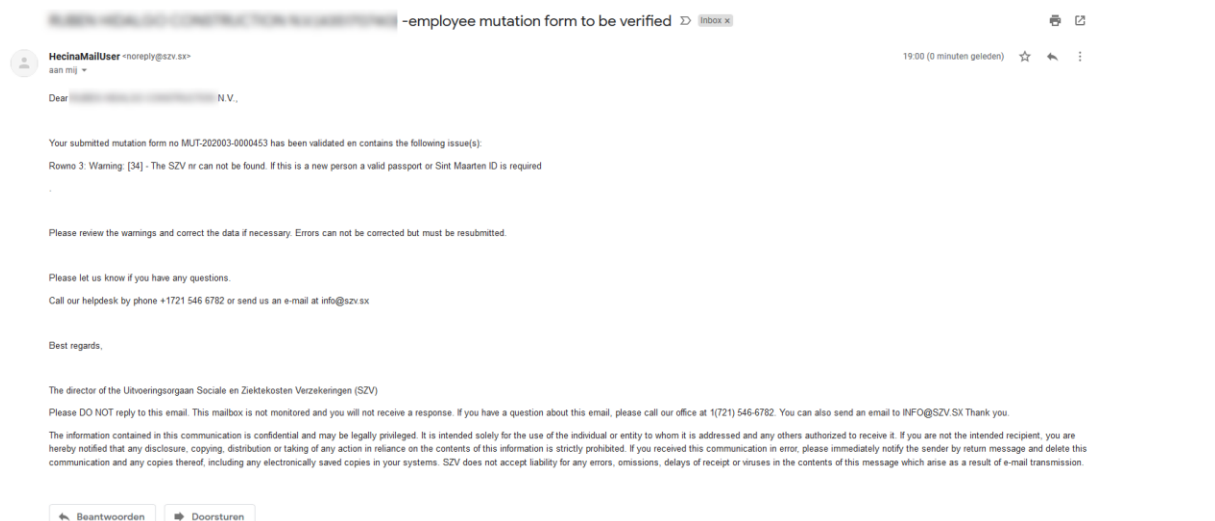 -employee mutation form to be verified Inbox x
HecinaMailUser <noreply@szv.sx> 19:00 (0 minuten geleden)
aan mij
Dear N.V.,
Your submitted mutation form no MUT-202003-0000453 has been validated en contains the following issue(s):
Rowno 3: Warning: [34] - The SZV nr can not be found. If this is a new person a valid passport or Sint Maarten ID is required
.
Please review the warnings and correct the data if necessary. Errors can not be corrected but must be resubmitted.
Please let us know if you have any questions.
Call our helpdesk by phone +1721 546 6782 or send us an e-mail at info@szv.sx
Best regards,
The director of the Uitvoeringsorgaan Sociale en Ziektekosten Verzekeringen (SZV)
Please DO NOT reply to this email. This mailbox is not monitored and you will not receive a response. If you have a question about this email, please call our office at 1(721) 546-6782. You can also send an email to INFO@SZV.SX Thank you.
The information contained in this communication is confidential and may be legally privileged. It is intended solely for the use of the individual or entity to whom it is addressed and any others authorized to receive it. If you are not the intended recipient, you are
hereby notified that any disclosure, copying, distribution or taking of any action in reliance on the contents of this information is strictly prohibited. If you received this communication in error, please immediately notify the sender by return message and delete this
communication and any copies thereof, including any electronically saved copies in your systems. SZV does not accept liability for any errors, omissions, delays of receipt or viruses in the contents of this message which arise as a result of e-mail transmission.
Beantwoorden Doorsturen